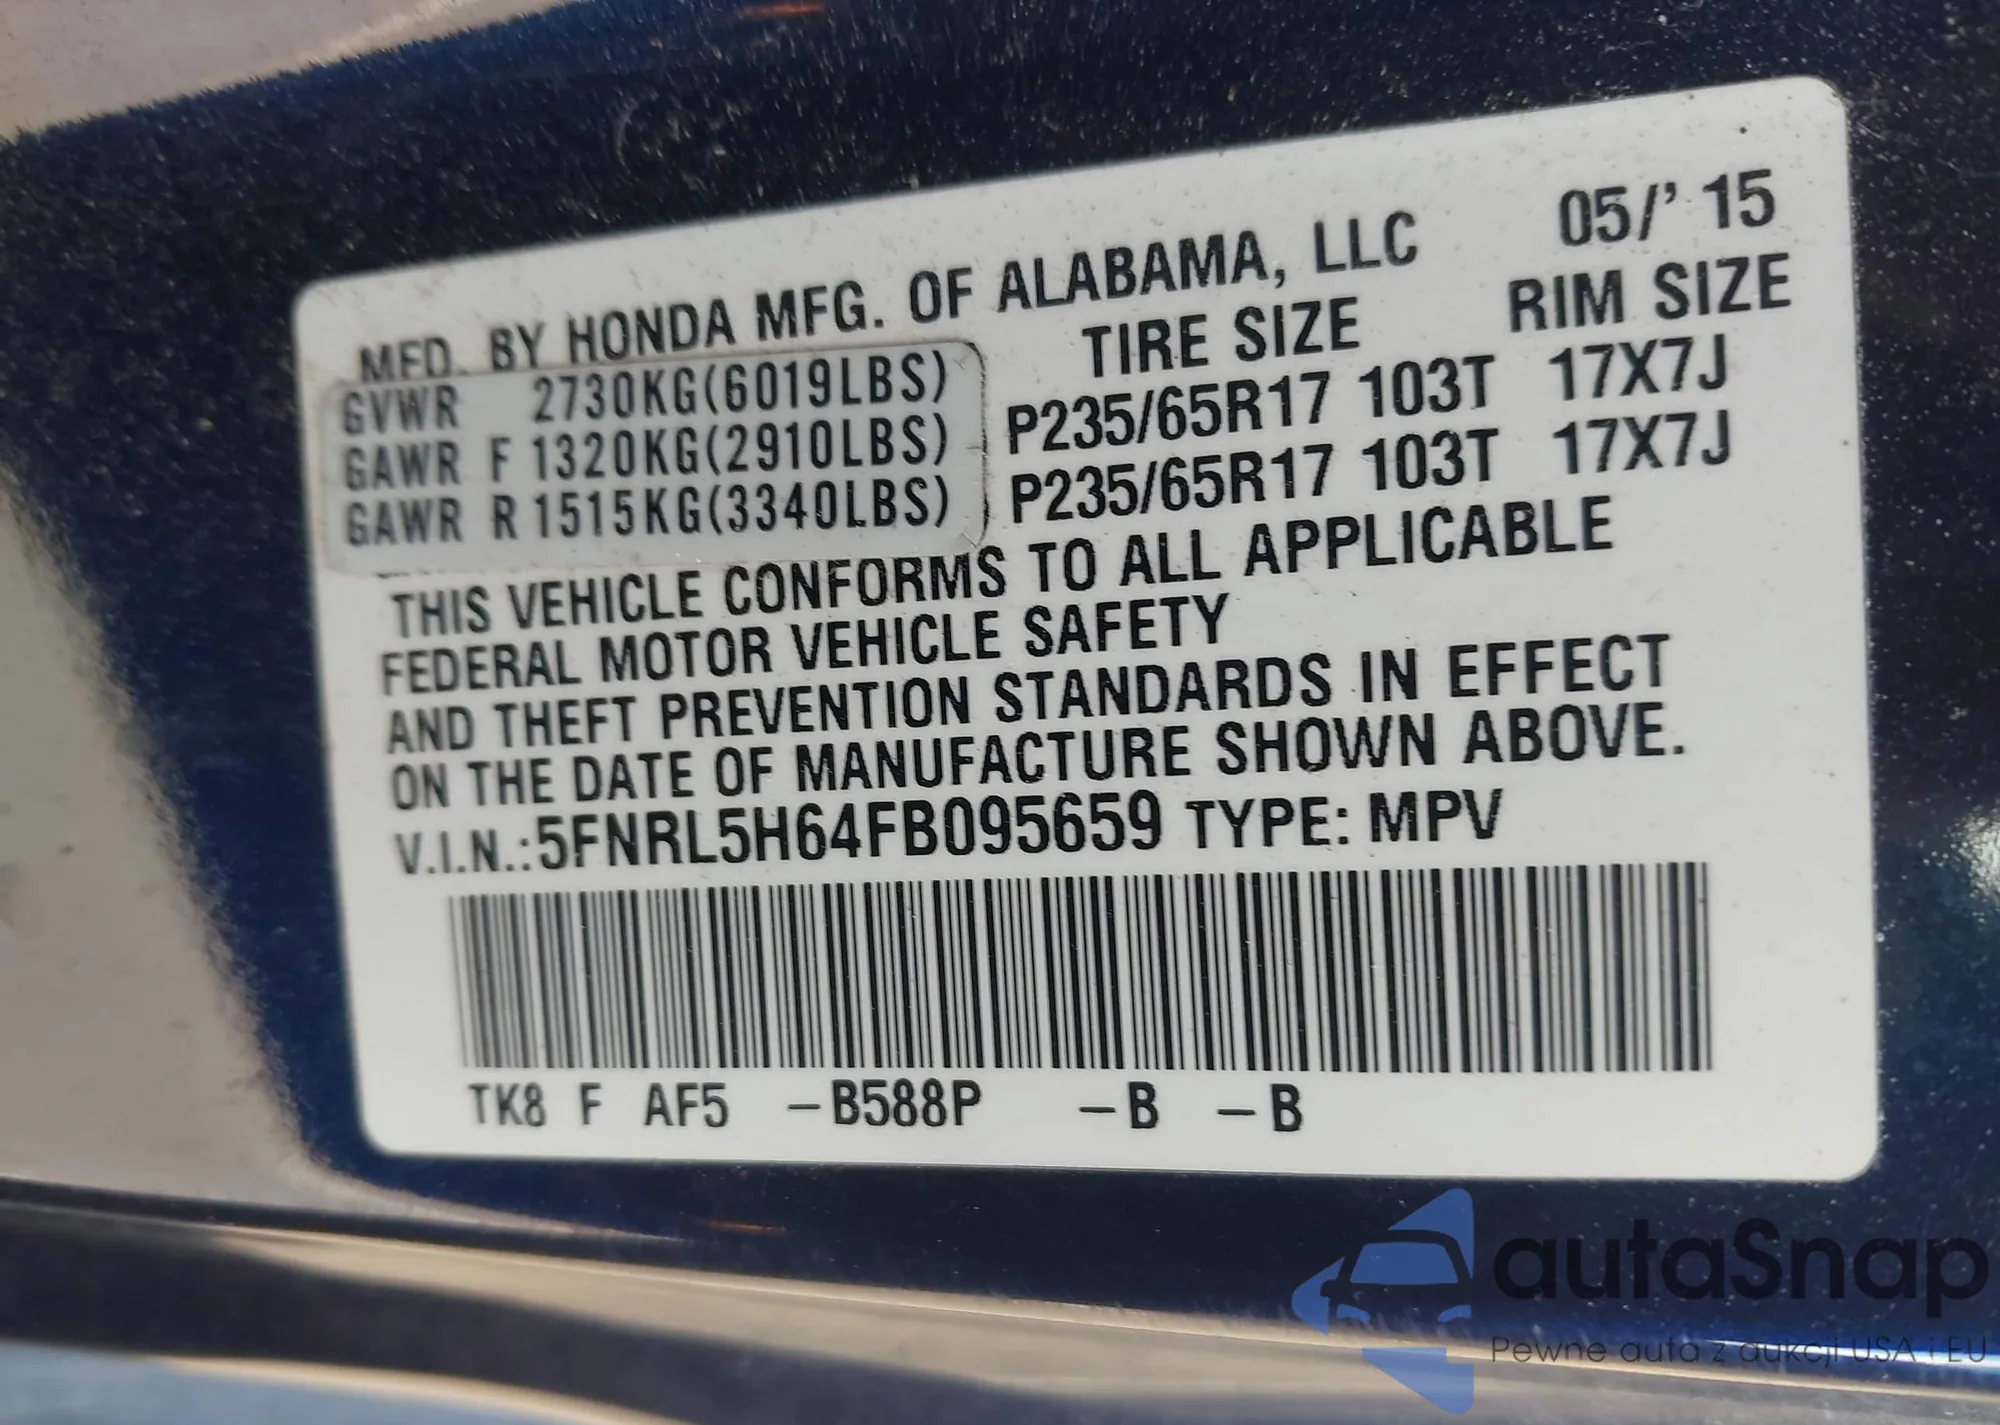 MFD. BY HONDA MFG. OF ALABAMA, LLC 05/' 15
TIRE SIZE RIM SIZE
GVWR 2730KG(6019LBS)
GAWR F 1320KG(2910LBS) P235/65R17 103T 17X7J
GAWR R 1515KG(3340LBS) P235/65R17 103T 17X7J
THIS VEHICLE CONFORMS TO ALL APPLICABLE
FEDERAL MOTOR VEHICLE SAFETY
AND THEFT PREVENTION STANDARDS IN EFFECT
ON THE DATE OF MANUFACTURE SHOWN ABOVE.
V.I.N.:5FNRL5H64FB095659 TYPE: MPV
TK8 F AF5 –B588P –B –B
autaSnap
Pewne auta z aukcji USA i EU